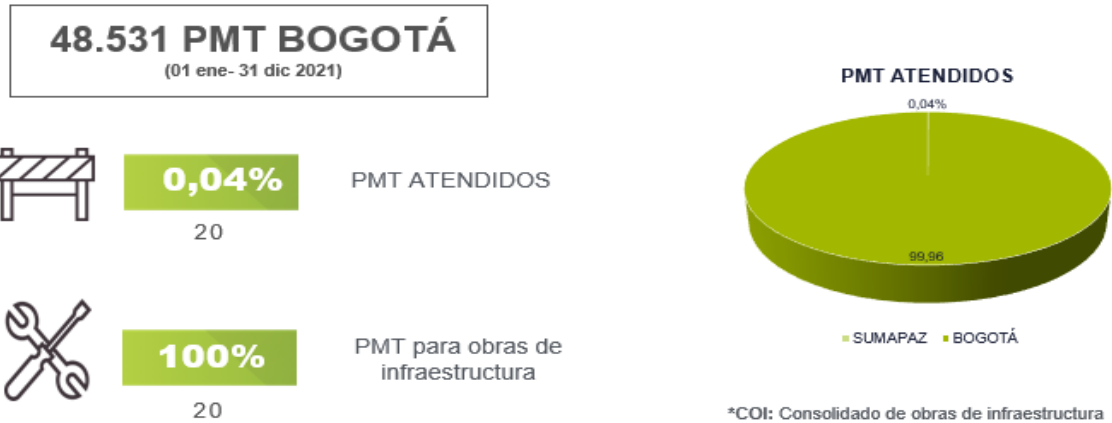 48.531 PMT BOGOTÁ
(01 ene- 31 dic 2021)
0,04%
PMT ATENDIDOS
20
100%
PMT para obras de
infraestructura
20
PMT ATENDIDOS
0,04%
99,96
SUMAPAZ BOGOTÁ
*COI: Consolidado de obras de infraestructura